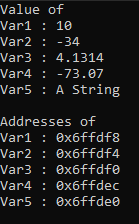 Value of
Var1 : 10
Var2 : -34
Var3 : 4.1314
Var4 : -73.07
Var5 : A String
Addresses of
Var1 : 0x6ffdf8
Var2 : 0x6ffdf4
Var3 : 0x6ffdf0
Var4 : 0x6ffdec
Var5 : 0x6ffde0